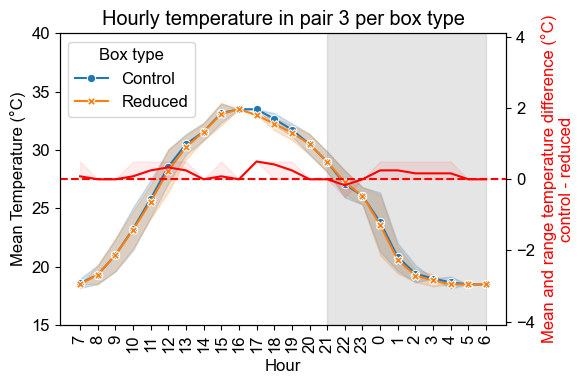 Hourly temperature in pair 3 per box type
Box type
Control
Reduced
40
35
30
25
20
15
Mean Temperature (°C)
4
2
0
−2
−4
Mean and range temperature difference (°C)
control - reduced
7 8 9 10 11 12 13 14 15 16 17 18 19 20 21 22 23 0 1 2 3 4 5 6
Hour